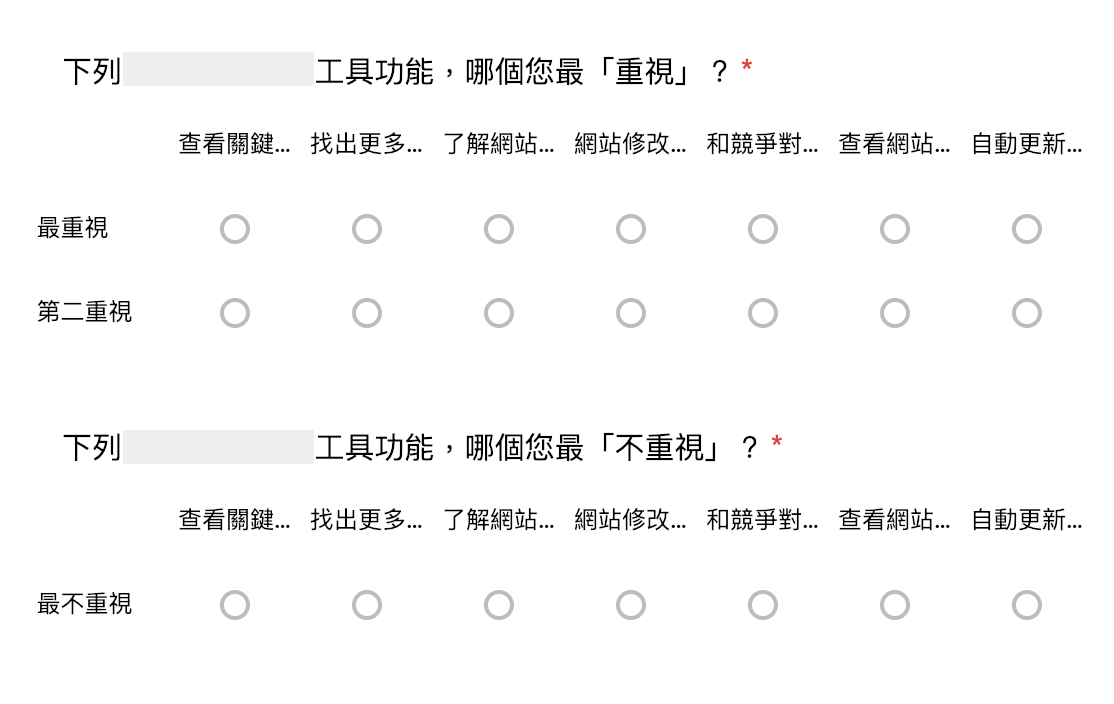 下列 工具功能，哪個您最「重視」？ *
查看關鍵... 找出更多... 了解網站... 網站修改... 和競爭對... 查看網站... 自動更新...
最重視
第二重視
下列 工具功能，哪個您最「不重視」？ *
查看關鍵... 找出更多... 了解網站... 網站修改... 和競爭對... 查看網站... 自動更新...
最不重視